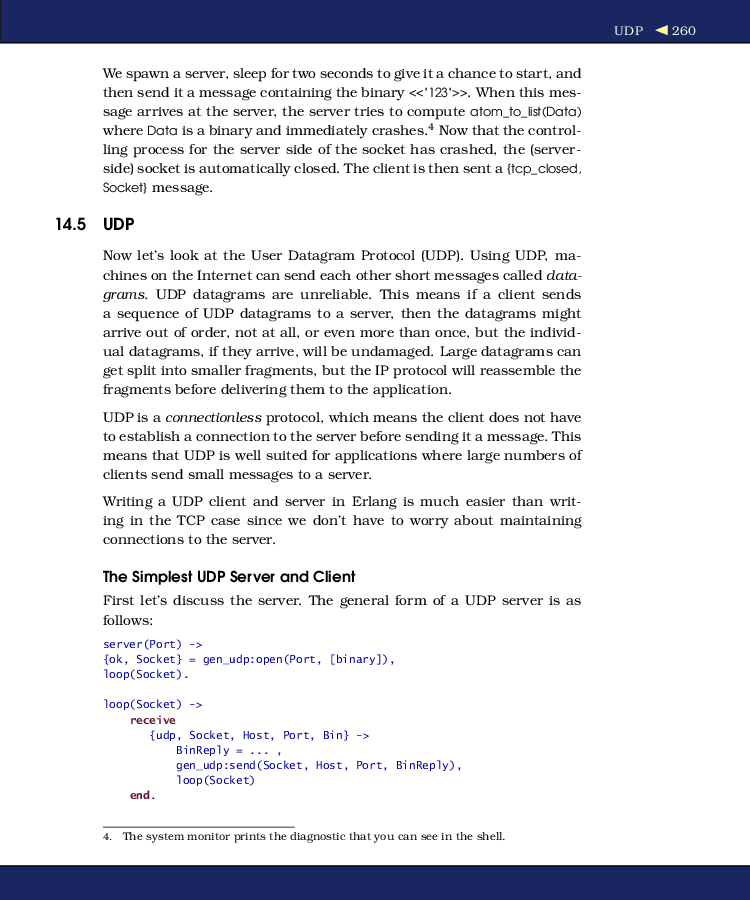 UDP ◀ 260
We spawn a server, sleep for two seconds to give it a chance to start, and
then send it a message containing the binary <<"123">>. When this mes-
sage arrives at the server, the server tries to compute atom_to_list(Data)
where Data is a binary and immediately crashes.4 Now that the control-
ling process for the server side of the socket has crashed, the (server-
side) socket is automatically closed. The client is then sent a {tcp_closed,
Socket} message.
14.5 UDP
Now let's look at the User Datagram Protocol (UDP). Using UDP, ma-
chines on the Internet can send each other short messages called data-
grams. UDP datagrams are unreliable. This means if a client sends
a sequence of UDP datagrams to a server, then the datagrams might
arrive out of order, not at all, or even more than once, but the individ-
ual datagrams, if they arrive, will be undamaged. Large datagrams can
get split into smaller fragments, but the IP protocol will reassemble the
fragments before delivering them to the application.
UDP is a connectionless protocol, which means the client does not have
to establish a connection to the server before sending it a message. This
means that UDP is well suited for applications where large numbers of
clients send small messages to a server.
Writing a UDP client and server in Erlang is much easier than writ-
ing in the TCP case since we don't have to worry about maintaining
connections to the server.
The Simplest UDP Server and Client
First let's discuss the server. The general form of a UDP server is as
follows:
server(Port) ->
{ok, Socket} = gen_udp:open(Port, [binary]),
loop(Socket).
loop(Socket) ->
receive
{udp, Socket, Host, Port, Bin} ->
BinReply = ... ,
gen_udp:send(Socket, Host, Port, BinReply),
loop(Socket)
end.
4. The system monitor prints the diagnostic that you can see in the shell.